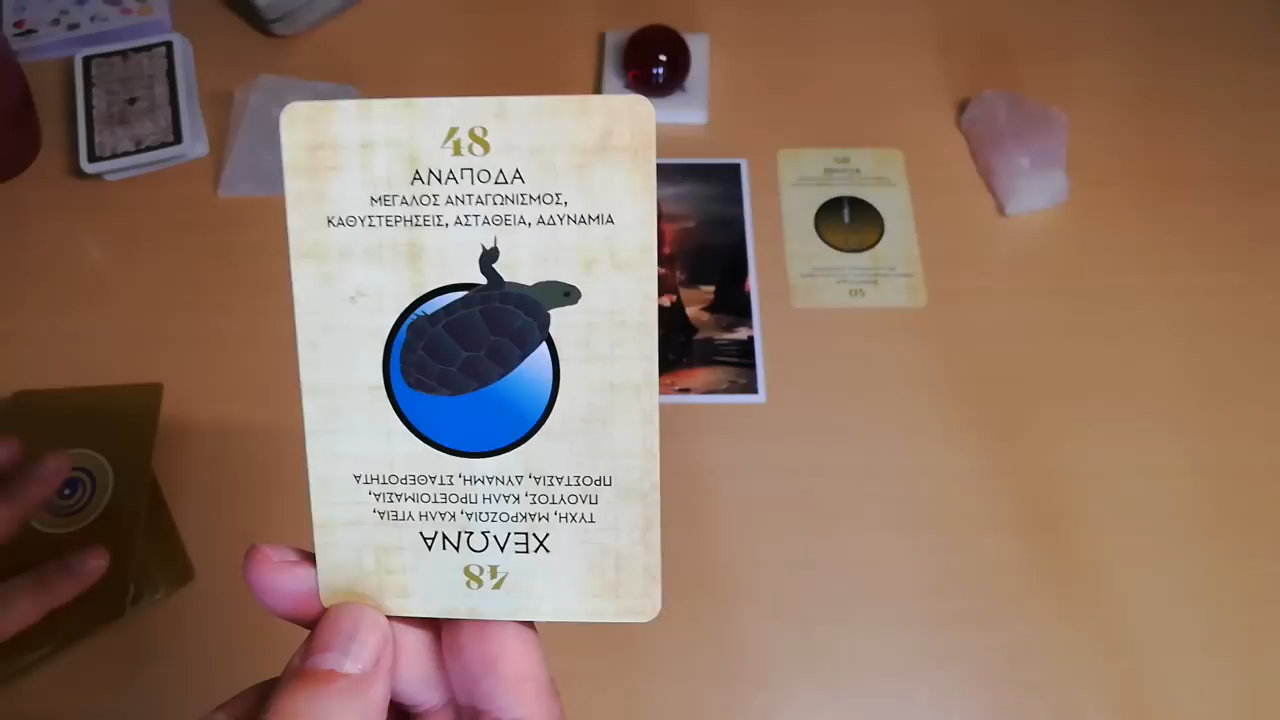 48
ΑΝΑΠΟΔΑ
ΜΕΓΑΛΟΣ ΑΝΤΑΓΩΝΙΣΜΟΣ,
ΚΑΘΥΣΤΕΡΗΣΕΙΣ, ΑΣΤΑΘΕΙΑ, ΑΔΥΝΑΜΙΑ
48
ΧΕΛΩΝΑ
ΤΥΧΗ, ΜΑΚΡΟΖΩΙΑ, ΚΑΛΗ ΥΓΕΙΑ,
ΠΛΟΥΤΟΣ, ΚΑΛΗ ΠΡΟΕΤΟΙΜΑΣΙΑ,
ΠΡΟΣΤΑΣΙΑ, ΔΥΝΑΜΗ, ΣΤΑΘΕΡΟΤΗΤΑ